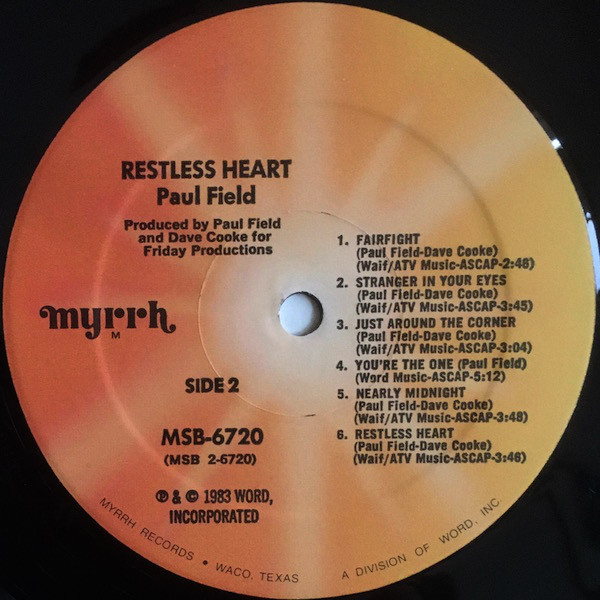 RESTLESS HEART
Paul Field
Produced by Paul Field
and Dave Cooke for
Friday Productions
myrrh
M
SIDE 2
MSB-6720
(MSB 2-6720)
℗ & © 1983 WORD,
INCORPORATED
1. FAIRFIGHT
(Paul Field-Dave Cooke)
(Waif/ATV Music-ASCAP-2:48)
2. STRANGER IN YOUR EYES
(Paul Field-Dave Cooke)
(Waif/ATV Music-ASCAP-3:45)
3. JUST AROUND THE CORNER
(Paul Field-Dave Cooke)
(Waif/ATV Music-ASCAP-3:04)
4. YOU'RE THE ONE (Paul Field)
(Word Music-ASCAP-5:12)
5. NEARLY MIDNIGHT
(Paul Field-Dave Cooke)
(Waif/ATV Music-ASCAP-3:48)
6. RESTLESS HEART
(Paul Field-Dave Cooke)
(Waif/ATV Music-ASCAP-3:46)
MYRRH RECORDS • WACO, TEXAS A DIVISION OF WORD, INC.